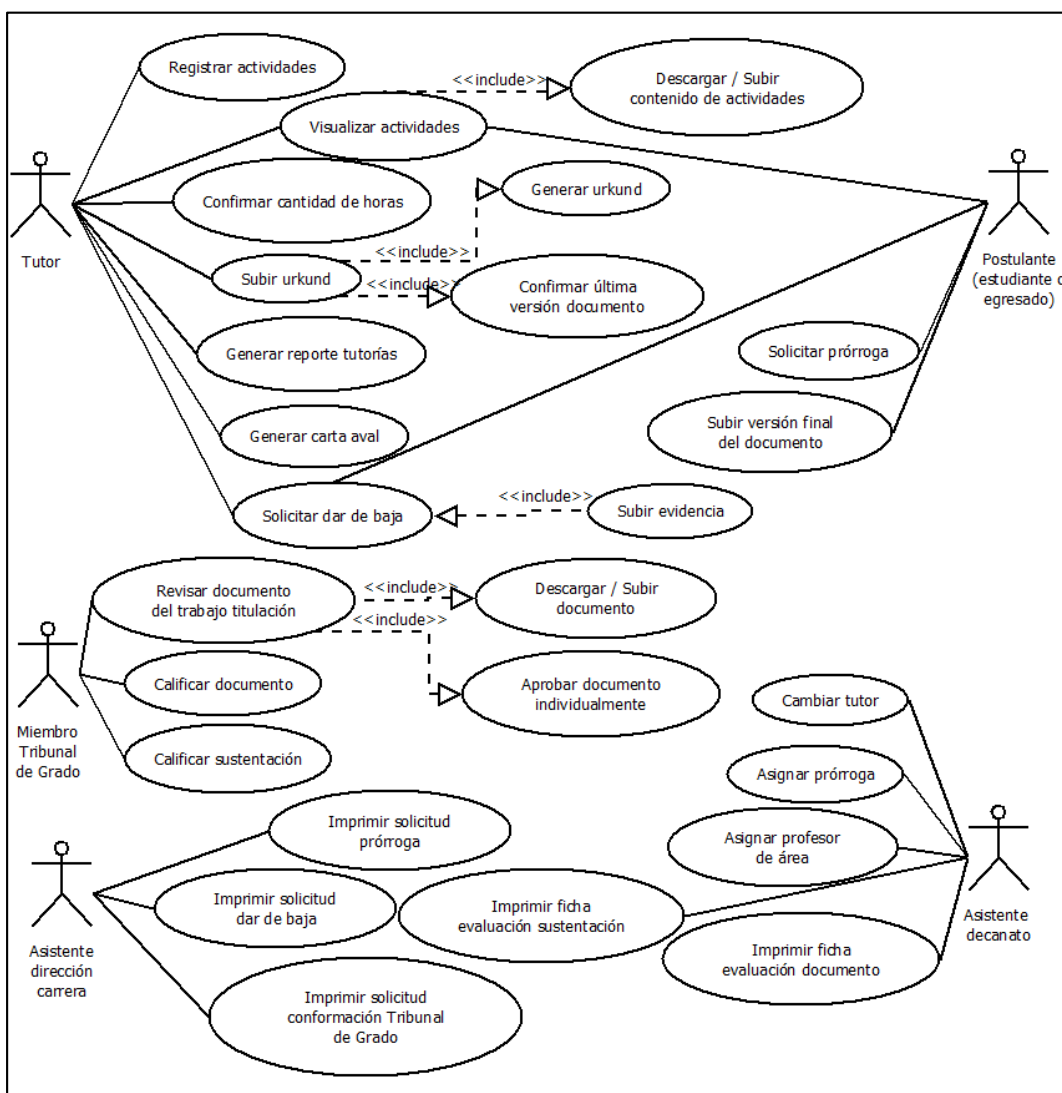 Registrar actividades
<<include>>
Descargar / Subir
contenido de actividades
Visualizar actividades
Confirmar cantidad de horas
Generar urkund
<<include>>
Tutor
Subir urkund
<<include>>
Confirmar última
versión documento
Postulante
(estudiante o
egresado)
Generar reporte tutorías
Solicitar prórroga
Generar carta aval
Subir versión final
del documento
Solicitar dar de baja
<<include>>
Subir evidencia
Revisar documento
del trabajo titulación
<<include>>
<<include>>
Descargar / Subir
documento
Miembro
Tribunal
de Grado
Calificar documento
Aprobar documento
individualmente
Calificar sustentación
Cambiar tutor
Asignar prórroga
Asignar profesor
de área
Imprimir solicitud
prórroga
Imprimir solicitud
dar de baja
Imprimir ficha
evaluación sustentación
Asistente
decanato
Asistente
dirección
carrera
Imprimir ficha
evaluación documento
Imprimir solicitud
conformación Tribunal
de Grado